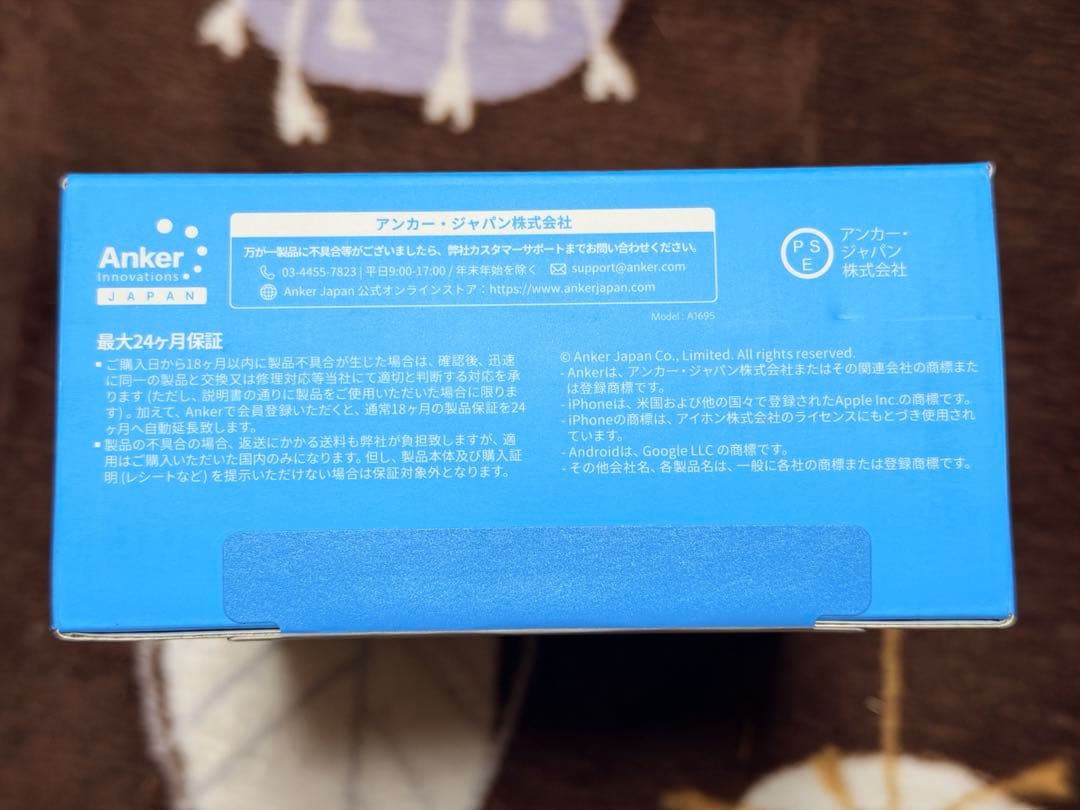 Anker
Innovations
JAPAN
アンカー・ジャパン株式会社
万が一製品に不具合等がございましたら、弊社カスタマーサポートまでお問い合わせください。
03-4455-7823 | 平日9:00-17:00 / 年末年始を除く support@anker.com
Anker Japan 公式オンラインストア：https://www.ankerjapan.com
PSE
アンカー・
ジャパン
株式会社
Model : A1695
最大24ヶ月保証
▪ ご購入日から18ヶ月以内に製品不具合が生じた場合は、確認後、迅速
に同一の製品と交換又は修理対応等当社にて適切と判断する対応を承
ります (ただし、説明書の通りに製品をご使用いただいた場合に限りま
す) 。加えて、Ankerで会員登録いただくと、通常18ヶ月の製品保証を24
ヶ月へ自動延長致します。
▪ 製品の不具合の場合、返送にかかる送料も弊社が負担致しますが、適
用はご購入いただいた国内のみになります。但し、製品本体及び購入証
明 (レシートなど) を提示いただけない場合は保証対象外となります。
© Anker Japan Co., Limited. All rights reserved.
- Ankerは、アンカー・ジャパン株式会社またはその関連会社の商標また
は登録商標です。
- iPhoneは、米国および他の国々で登録されたApple Inc.の商標です。
- iPhoneの商標は、アイホン株式会社のライセンスにもとづき使用され
ています。
- Androidは、Google LLC の商標です。
- その他会社名、各製品名は、一般に各社の商標または登録商標です。